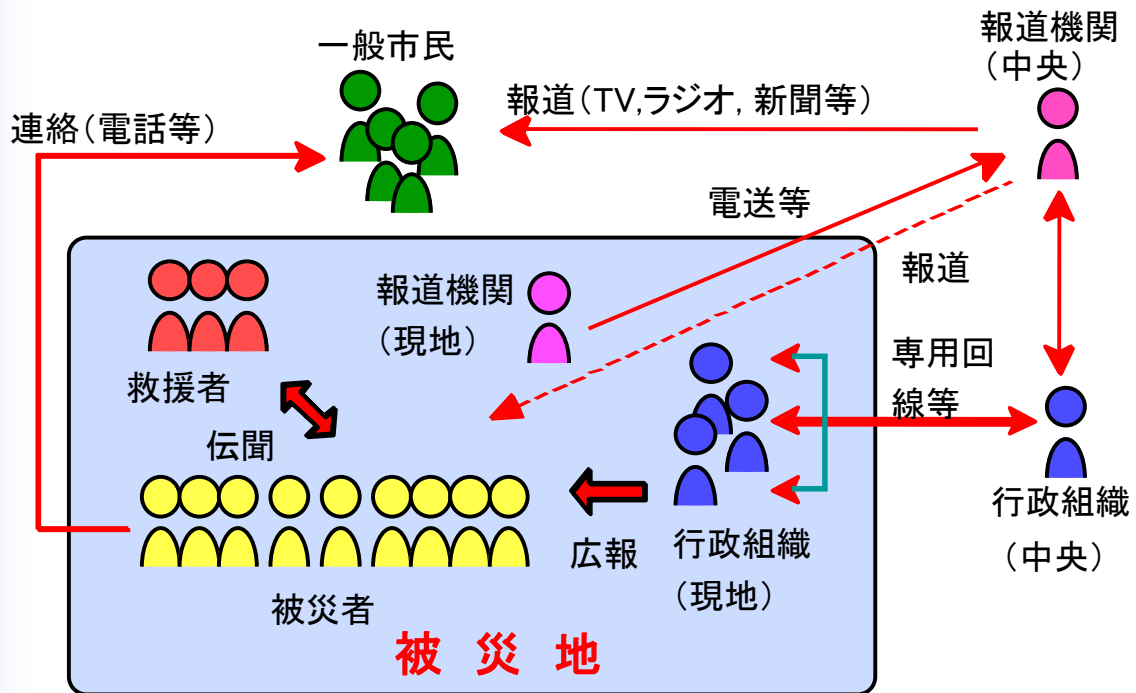 一般市民
報道機関
（中央）
報道（TV,ラジオ, 新聞等）
連絡（電話等）
電送等
報道
報道機関
（現地）
救援者
専用回
線等
伝聞
行政組織
（中央）
広報
行政組織
（現地）
被災者
被 災 地